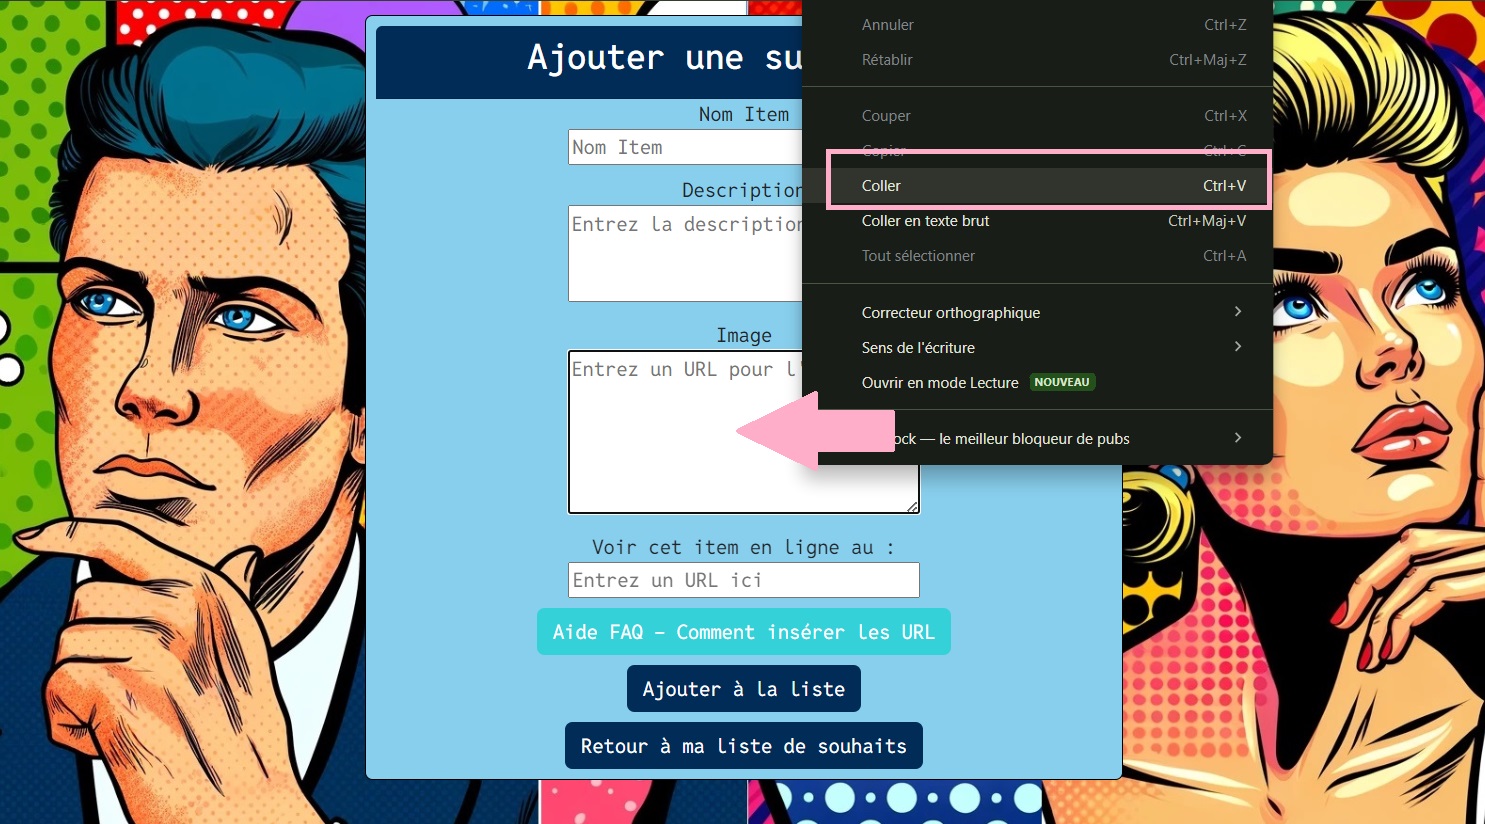 Ajouter une su
Nom Item
Nom Item
Description
Entrez la description
Image
Entrez un URL pour l'
Voir cet item en ligne au :
Entrez un URL ici
Aide FAQ - Comment insérer les URL
Ajouter à la liste
Retour à ma liste de souhaits
Annuler Ctrl+Z
Rétablir Ctrl+Maj+Z
Couper Ctrl+X
Copier Ctrl+C
Coller Ctrl+V
Coller en texte brut Ctrl+Maj+V
Tout sélectionner Ctrl+A
Correcteur orthographique
Sens de l'écriture
Ouvrir en mode Lecture NOUVEAU
ock — le meilleur bloqueur de pubs